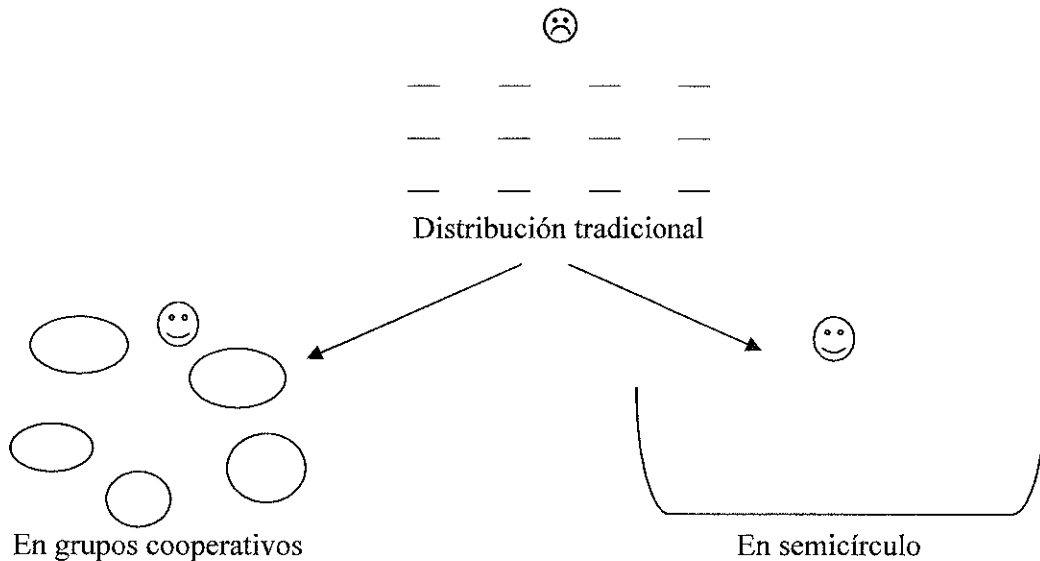 Distribución tradicional
En grupos cooperativos
En semicírculo